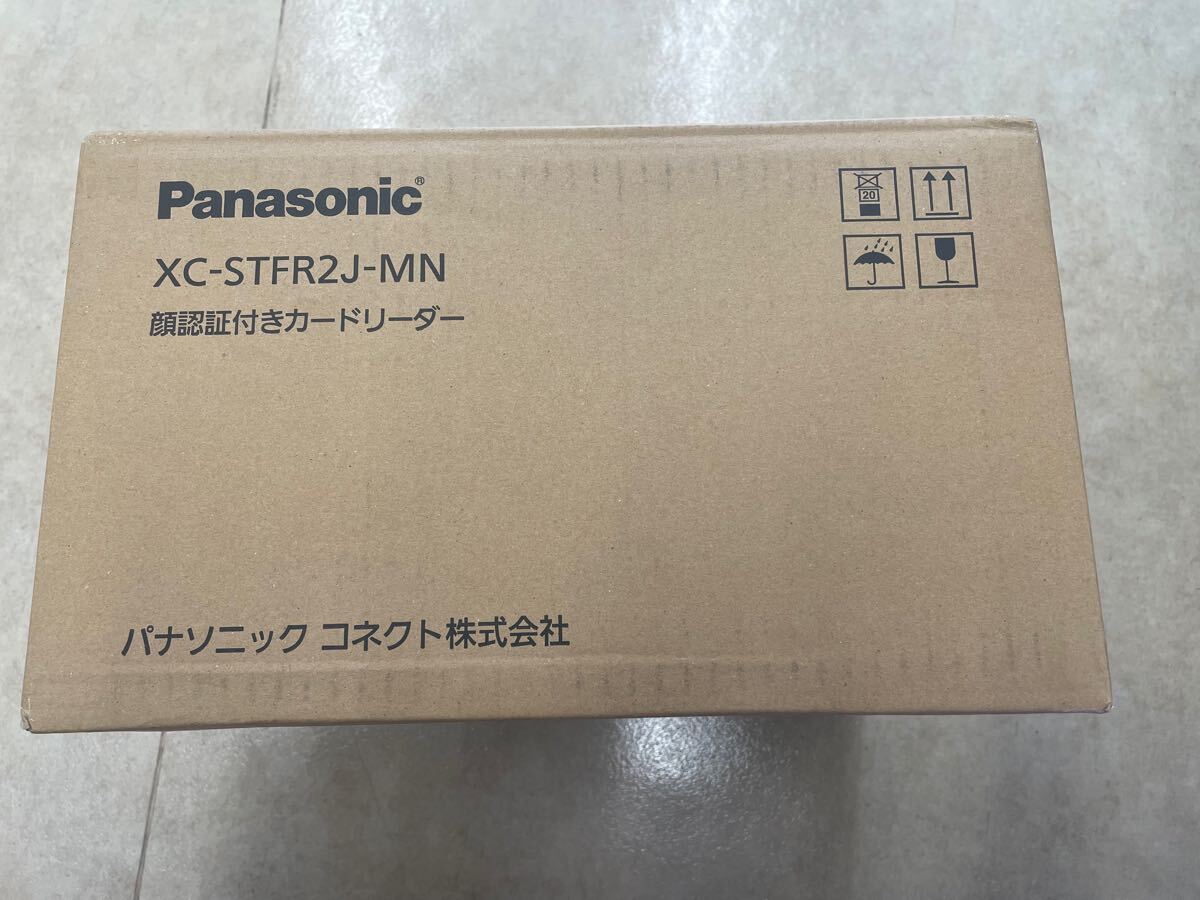 Panasonic®
XC-STFR2J-MN
顔認証付きカードリーダー
20
パナソニック コネクト株式会社